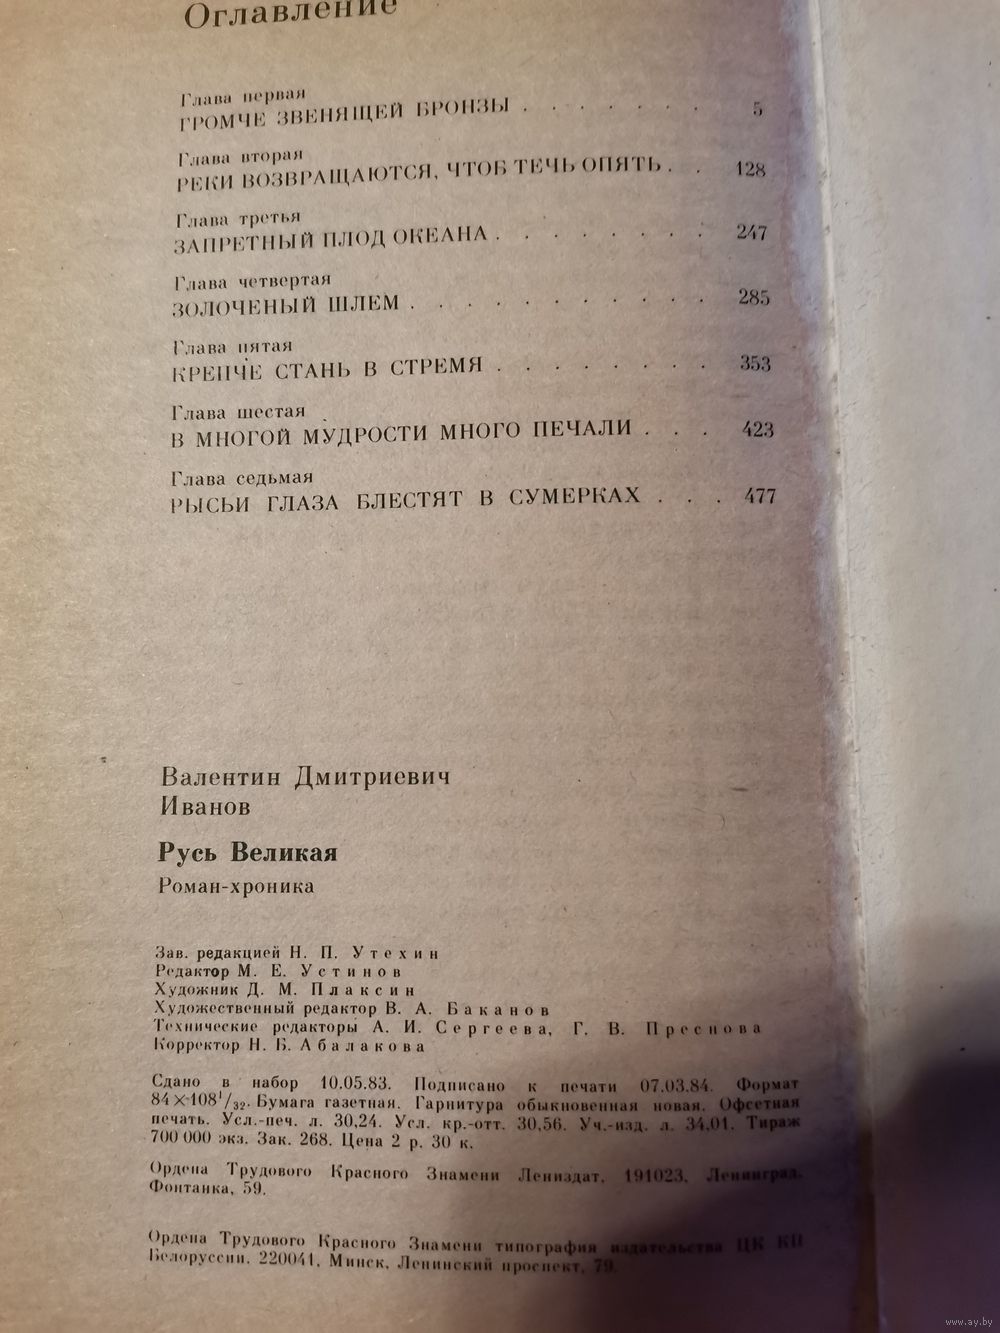 Оглавление
Глава первая
ГРОМЧЕ ЗВЕНЯЩЕЙ БРОНЗЫ . . . . . . . 5
Глава вторая
РЕКИ ВОЗВРАЩАЮТСЯ, ЧТОБ ТЕЧЬ ОПЯТЬ . . 128
Глава третья
ЗАПРЕТНЫЙ ПЛОД ОКЕАНА . . . . . . . . 247
Глава четвертая
ЗОЛОЧЕНЫЙ ШЛЕМ . . . . . . . . . . . 285
Глава пятая
КРЕПЧЕ СТАНЬ В СТРЕМЯ . . . . . . . . 353
Глава шестая
В МНОГОЙ МУДРОСТИ МНОГО ПЕЧАЛИ . . . 423
Глава седьмая
РЫСЬИ ГЛАЗА БЛЕСТЯТ В СУМЕРКАХ . . . 477
Валентин Дмитриевич
Иванов
Русь Великая
Роман-хроника
Зав. редакцией Н. П. Утехин
Редактор М. Е. Устинов
Художник Д. М. Плаксин
Художественный редактор В. А. Баканов
Технические редакторы А. И. Сергеева, Г. В. Преснова
Корректор Н. Б. Абалакова
Сдано в набор 10.05.83. Подписано к печати 07.03.84. Формат
84×108¹/₃₂. Бумага газетная. Гарнитура обыкновенная новая. Офсетная
печать. Усл.-печ. л. 30,24. Усл. кр.-отт. 30,56. Уч.-изд. л. 34,01. Тираж
700 000 экз. Зак. 268. Цена 2 р. 30 к.
Ордена Трудового Красного Знамени Лениздат, 191023, Ленинград,
Фонтанка, 59.
Ордена Трудового Красного Знамени типография издательства ЦК КП
Белоруссии. 220041, Минск, Ленинский проспект, 79.
www.ay.by